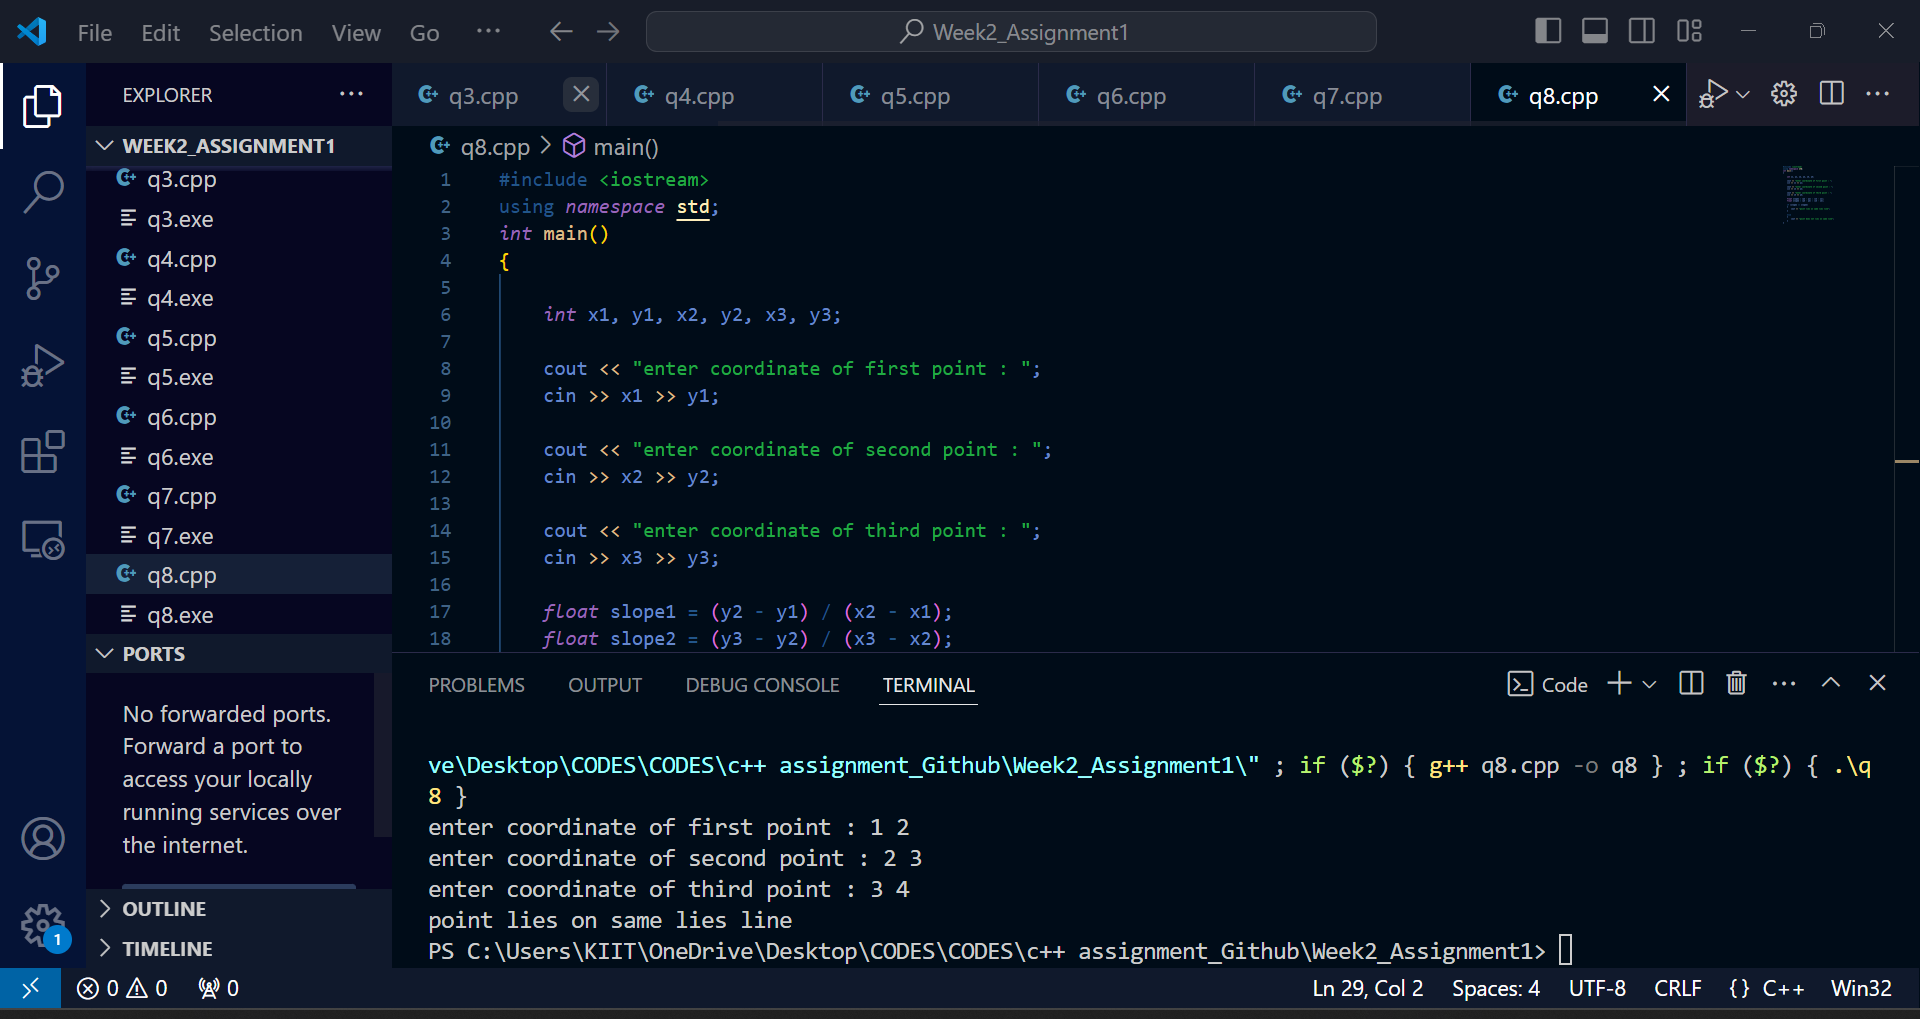 File Edit Selection View Go ··· Week2_Assignment1
EXPLORER ···
q3.cpp q4.cpp q5.cpp q6.cpp q7.cpp q8.cpp ···
WEEK2_ASSIGNMENT1
q3.cpp
q3.exe
q4.cpp
q4.exe
q5.cpp
q5.exe
q6.cpp
q6.exe
q7.cpp
q7.exe
q8.cpp
q8.exe
PORTS
No forwarded ports.
Forward a port to
access your locally
running services over
the internet.
OUTLINE
TIMELINE
1
q8.cpp > main()
1 #include <iostream>
2 using namespace std;
3 int main()
4 {
5
6 int x1, y1, x2, y2, x3, y3;
7
8 cout << "enter coordinate of first point : ";
9 cin >> x1 >> y1;
10
11 cout << "enter coordinate of second point : ";
12 cin >> x2 >> y2;
13
14 cout << "enter coordinate of third point : ";
15 cin >> x3 >> y3;
16
17 float slope1 = (y2 - y1) / (x2 - x1);
18 float slope2 = (y3 - y2) / (x3 - x2);
PROBLEMS OUTPUT DEBUG CONSOLE TERMINAL Code ···
ve\Desktop\CODES\CODES\c++ assignment_Github\Week2_Assignment1\" ; if ($?) { g++ q8.cpp -o q8 } ; if ($?) { .\q
8 }
enter coordinate of first point : 1 2
enter coordinate of second point : 2 3
enter coordinate of third point : 3 4
point lies on same lies line
PS C:\Users\KIIT\OneDrive\Desktop\CODES\CODES\c++ assignment_Github\Week2_Assignment1>
0 0 0 Ln 29, Col 2 Spaces: 4 UTF-8 CRLF {} C++ Win32